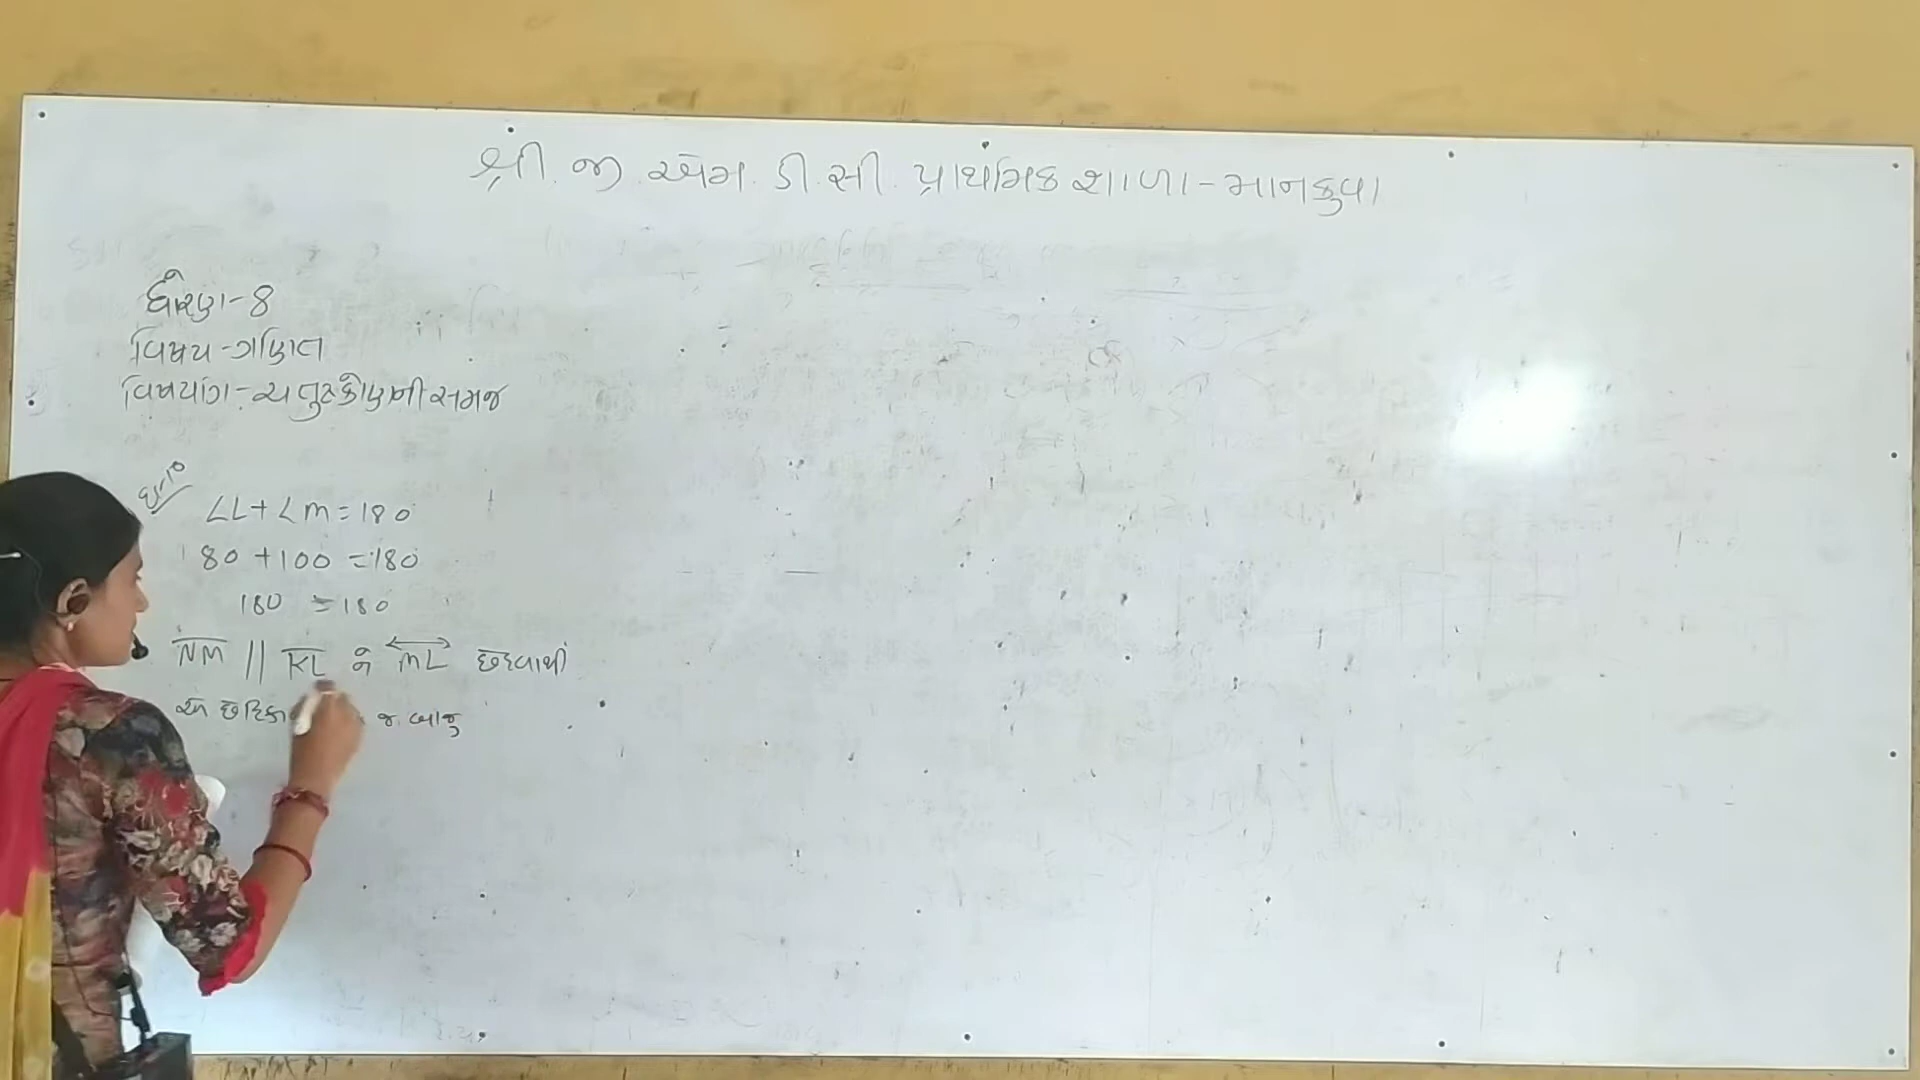 શ્રી. જી. એમ. ડી. સી. પ્રાથમિક શાળા - માનકુવા
ધોરણ - 8
વિષય - ગણિત
વિષયાંગ - ચતુષ્કોણની સમજ
∠L + ∠M = 180
80 + 100 = 180
180 = 180
NM || KL ને ML છેદવાથી
જ બાજુ